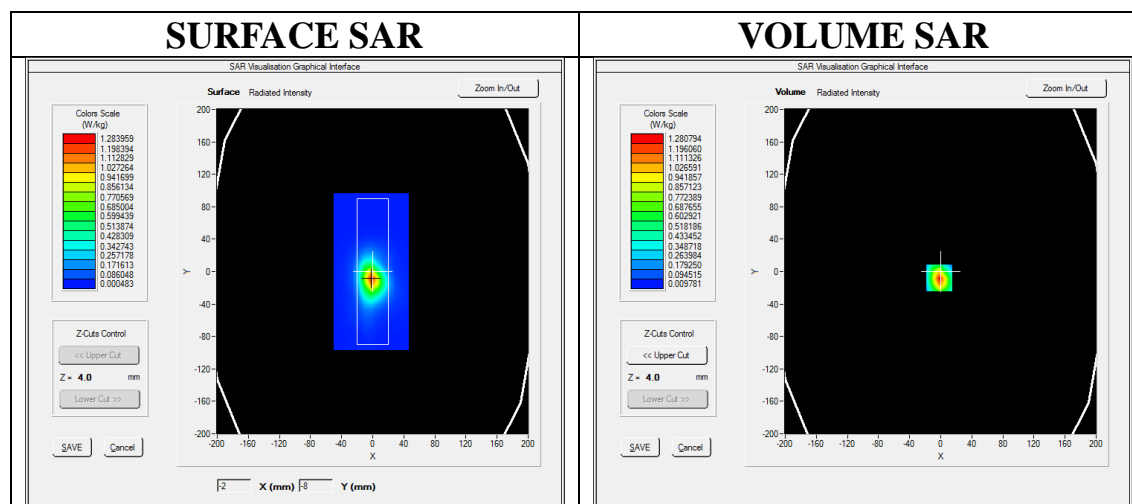 SURFACE SAR
SAR Visualisation Graphical Interface
Surface Radiated Intensity
Zoom In/Out
Colors Scale
(W/kg)
1.283959
1.198394
1.112829
1.027264
0.941699
0.856134
0.770569
0.685004
0.599439
0.513874
0.428309
0.342743
0.257178
0.171613
0.086048
0.000483
Z-Cuts Control
<< Upper Cut
Z = 4.0 mm
Lower Cut >>
SAVE Cancel
200
160
120
80
40
0
-40
-80
-120
-160
-200
Y
-200 -160 -120 -80 -40 0 40 80 120 160 200
X
-2 X (mm) -8 Y (mm)
VOLUME SAR
SAR Visualisation Graphical Interface
Volume Radiated Intensity
Zoom In/Out
Colors Scale
(W/kg)
1.280794
1.196060
1.111326
1.026591
0.941857
0.857123
0.772389
0.687655
0.602921
0.518186
0.433452
0.348718
0.263984
0.179250
0.094515
0.009781
Z-Cuts Control
<< Upper Cut
Z = 4.0 mm
Lower Cut >>
SAVE Cancel
200
160
120
80
40
0
-40
-80
-120
-160
-200
Y
-200 -160 -120 -80 -40 0 40 80 120 160 200
X